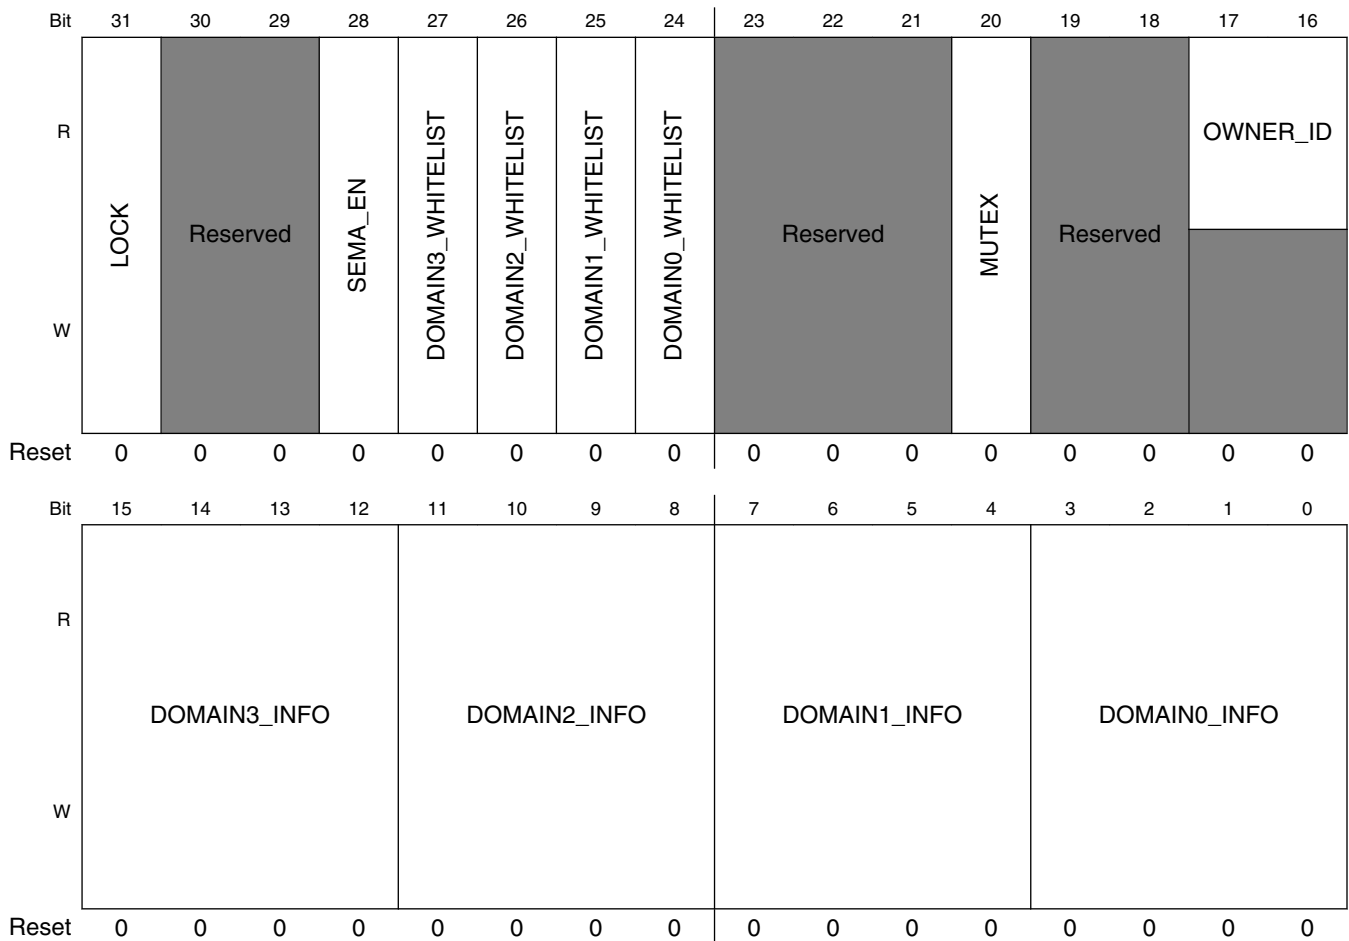 Bit 31 30 29 28 27 26 25 24 23 22 21 20 19 18 17 16
R
W
LOCK
Reserved
SEMA_EN
DOMAIN3_WHITELIST
DOMAIN2_WHITELIST
DOMAIN1_WHITELIST
DOMAIN0_WHITELIST
Reserved
MUTEX
Reserved
OWNER_ID
Reset 0 0 0 0 0 0 0 0 0 0 0 0 0 0 0 0
Bit 15 14 13 12 11 10 9 8 7 6 5 4 3 2 1 0
R
DOMAIN3_INFO DOMAIN2_INFO DOMAIN1_INFO DOMAIN0_INFO
W
Reset 0 0 0 0 0 0 0 0 0 0 0 0 0 0 0 0